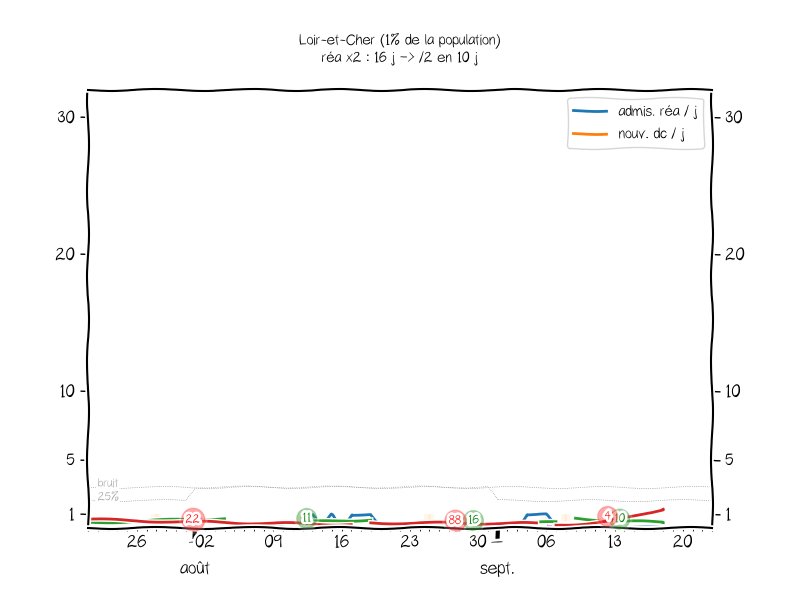 Loir-et-Cher (1% de la population)
réa x2 : 16 j -> /2 en 10 j
admis. réa / j
nouv. dc / j
30 30
20 20
10 10
5 5
bruit
25%
1 1
22 11 88 16 4 10
26 02 09 16 23 30 06 13 20
août sept.